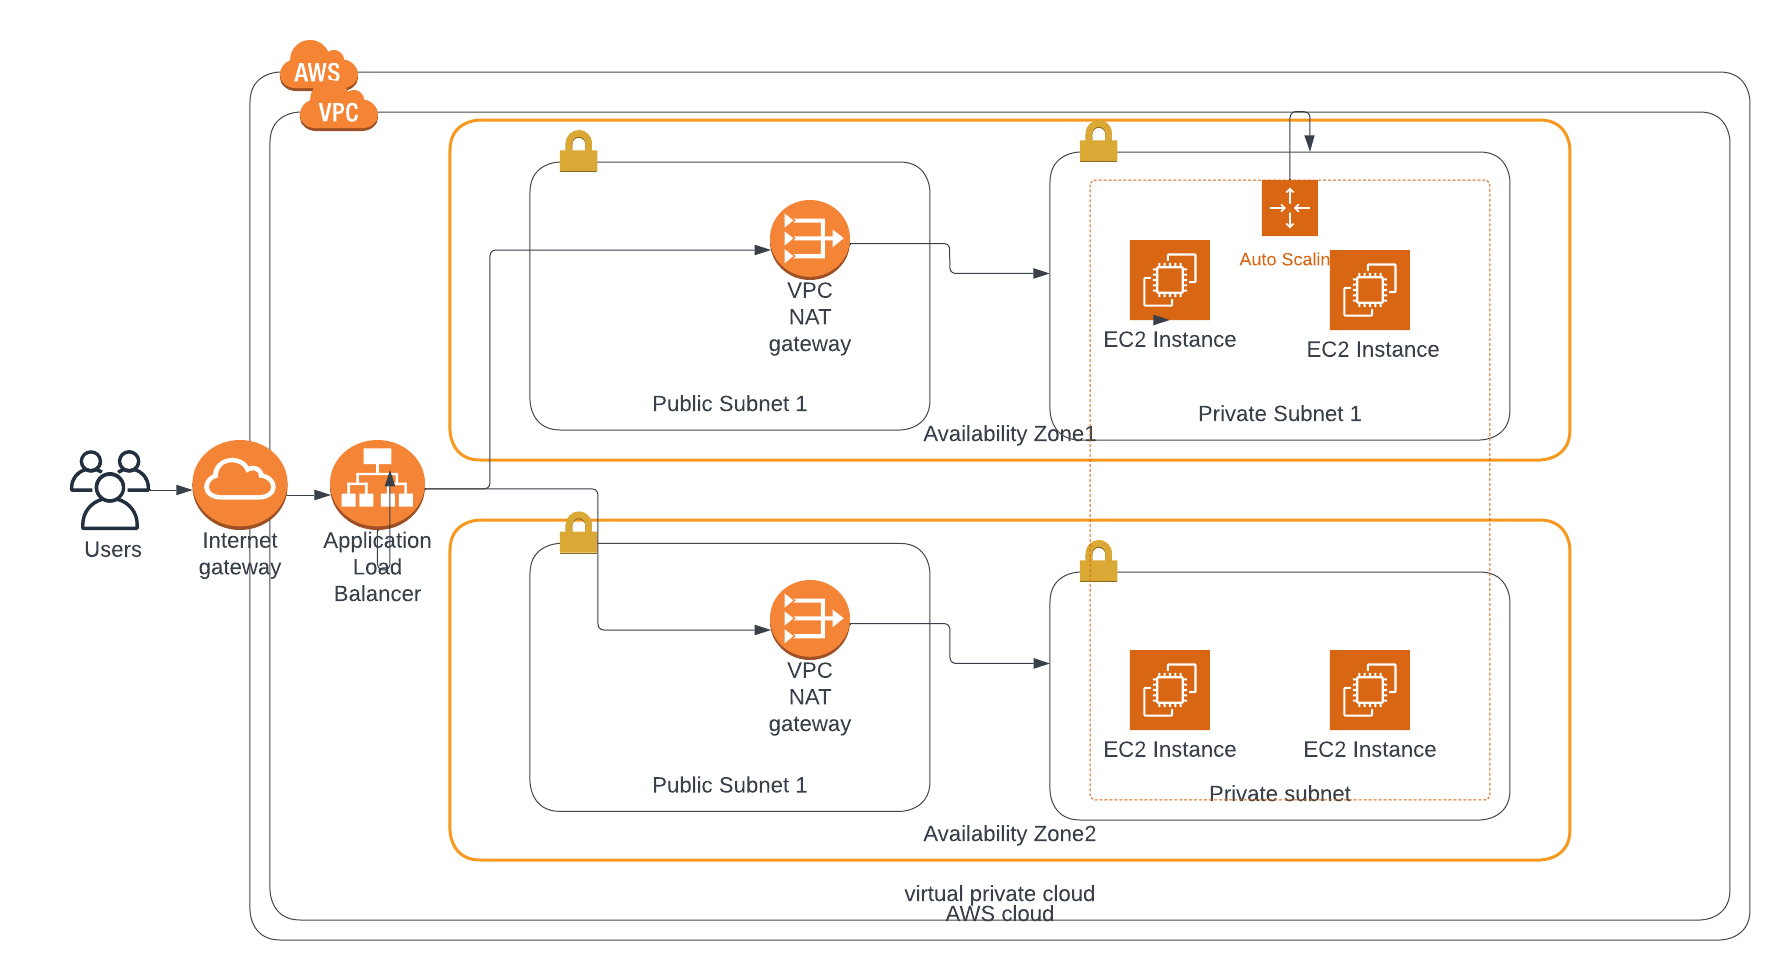 AWS
VPC
VPC
NAT
gateway
Public Subnet 1
Auto Scalin
EC2 Instance
EC2 Instance
Private Subnet 1
Availability Zone1
Users
Internet
gateway
Application
Load
Balancer
VPC
NAT
gateway
Public Subnet 1
EC2 Instance
EC2 Instance
Private subnet
Availability Zone2
virtual private cloud
AWS cloud